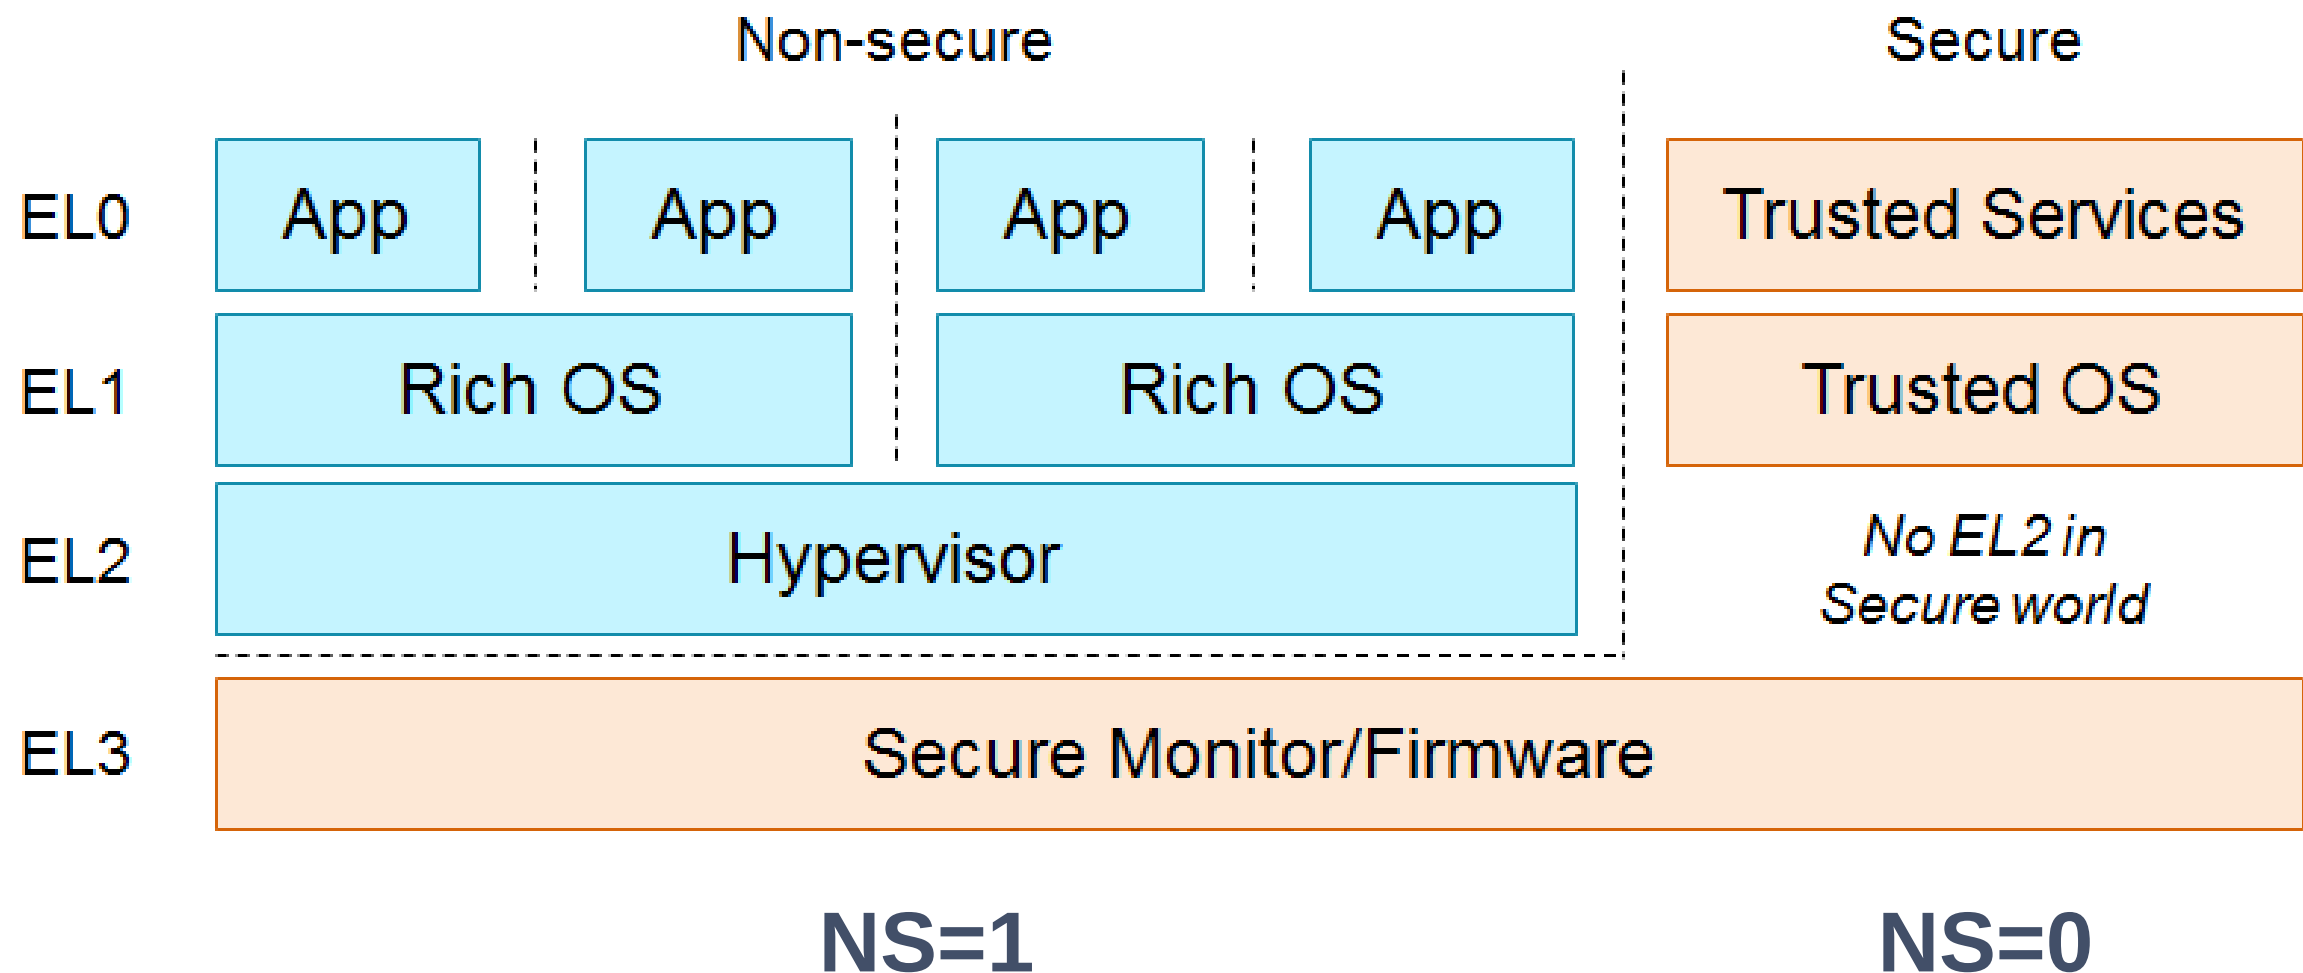 Non-secure
Secure
EL0
App
App
App
App
Trusted Services
EL1
Rich OS
Rich OS
Trusted OS
EL2
Hypervisor
No EL2 in
Secure world
EL3
Secure Monitor/Firmware
NS=1
NS=0